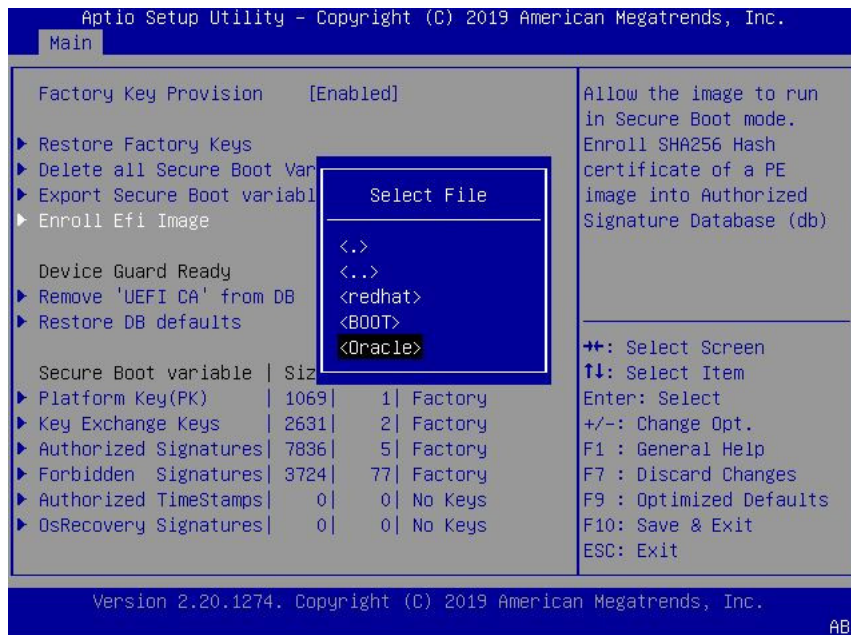 Aptio Setup Utility – Copyright (C) 2019 American Megatrends, Inc.
Main
Factory Key Provision [Enabled]
Restore Factory Keys
Delete all Secure Boot Var
Export Secure Boot variabl
Enroll Efi Image
Device Guard Ready
Remove 'UEFI CA' from DB
Restore DB defaults
Secure Boot variable | Siz
Platform Key(PK) | 1069| 1| Factory
Key Exchange Keys | 2631| 2| Factory
Authorized Signatures| 7836| 5| Factory
Forbidden Signatures| 3724| 77| Factory
Authorized TimeStamps| 0| 0| No Keys
OsRecovery Signatures| 0| 0| No Keys
Select File
<.>
<..>
<redhat>
<BOOT>
<Oracle>
Allow the image to run
in Secure Boot mode.
Enroll SHA256 Hash
certificate of a PE
image into Authorized
Signature Database (db)
→←: Select Screen
↑↓: Select Item
Enter: Select
+/-: Change Opt.
F1 : General Help
F7 : Discard Changes
F9 : Optimized Defaults
F10: Save & Exit
ESC: Exit
Version 2.20.1274. Copyright (C) 2019 American Megatrends, Inc.
AB